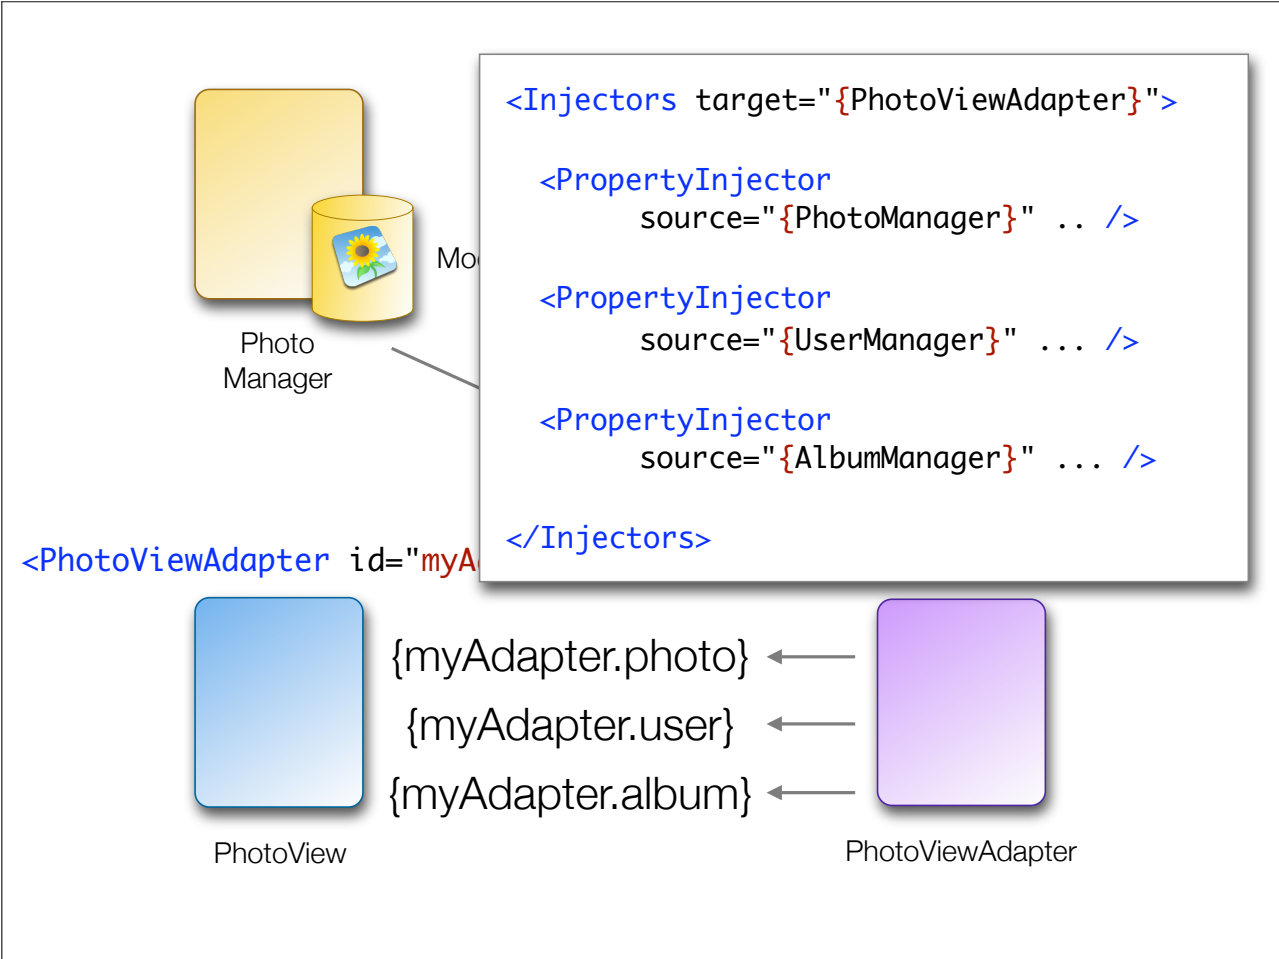 <Injectors target="{PhotoViewAdapter}">
<PropertyInjector
source="{PhotoManager}" .. />
<PropertyInjector
source="{UserManager}" ... />
<PropertyInjector
source="{AlbumManager}" ... />
</Injectors>
Photo
Manager
<PhotoViewAdapter id="
{myAdapter.photo}
{myAdapter.user}
{myAdapter.album}
PhotoView
PhotoViewAdapter